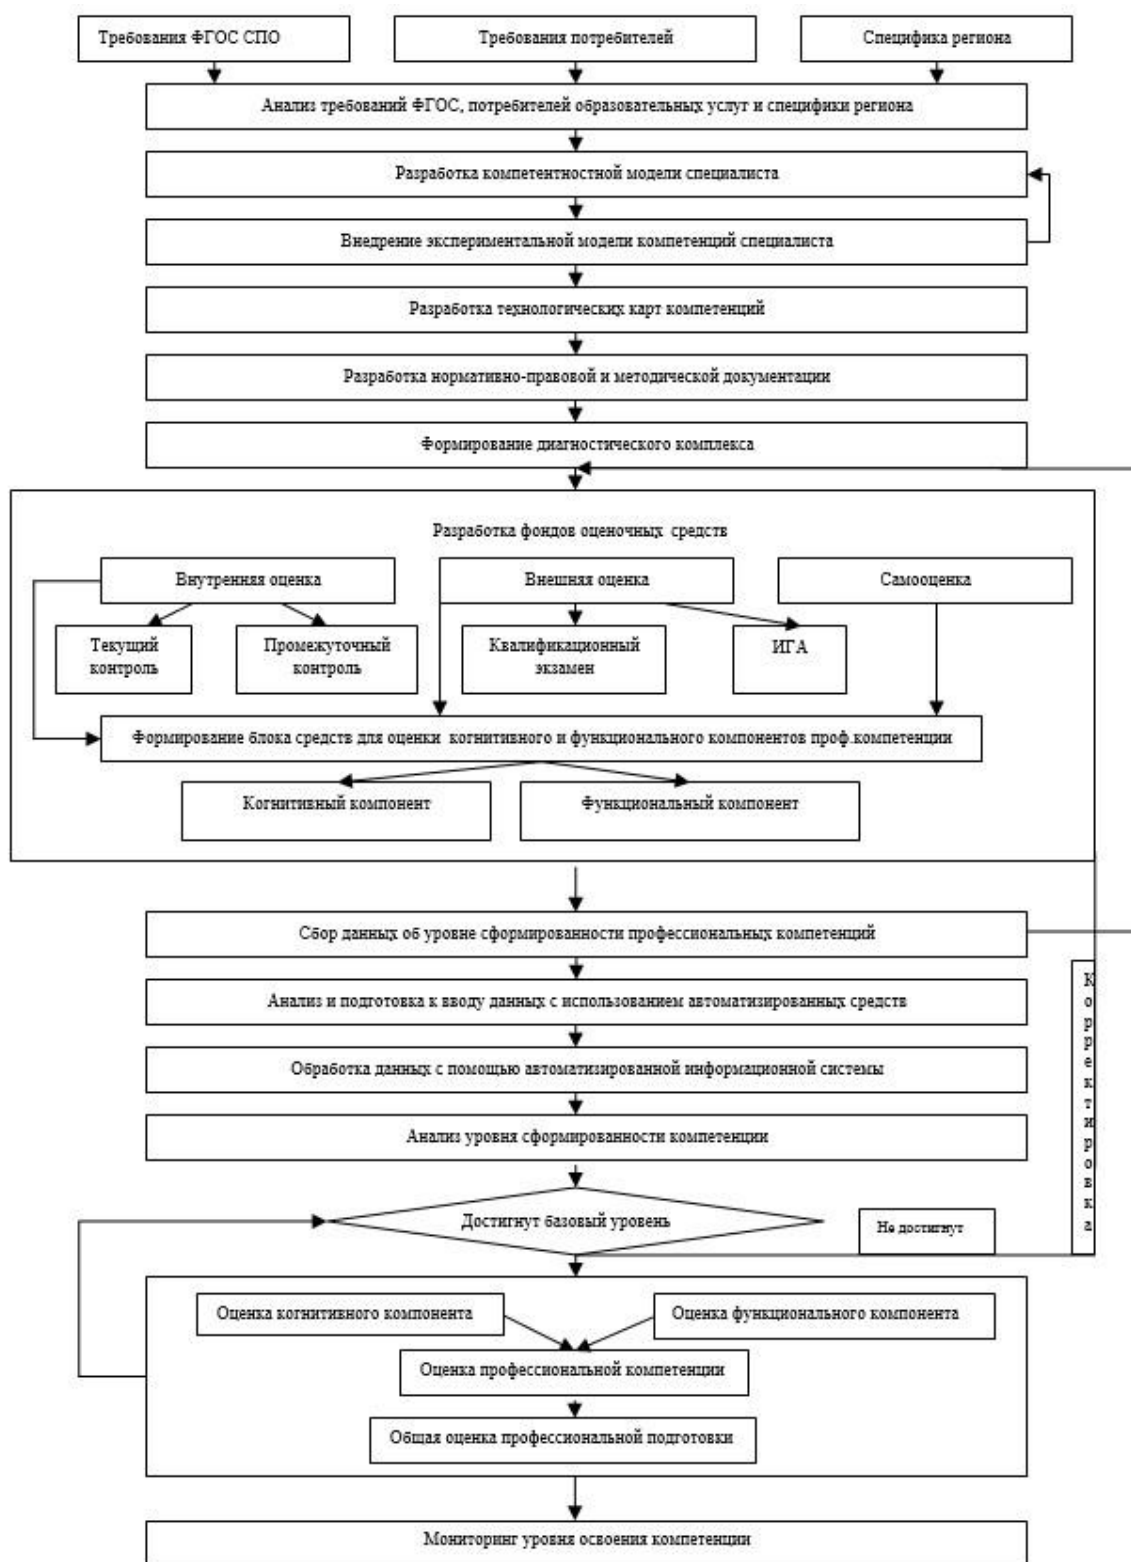 Требования ФГОС СПО
Требования потребителей
Специфика региона
Анализ требований ФГОС, потребителей образовательных услуг и специфики региона
Разработка компетентностной модели специалиста
Внедрение экспериментальной модели компетенций специалиста
Разработка технологических карт компетенций
Разработка нормативно-правовой и методической документации
Формирование диагностического комплекса
Разработка фондов оценочных средств
Внутренняя оценка
Внешняя оценка
Самооценка
Текущий
контроль
Промежуточный
контроль
Квалификационный
экзамен
ИГА
Формирование блока средств для оценки когнитивного и функционального компонентов проф.компетенции
Когнитивный компонент
Функциональный компонент
Сбор данных об уровне сформированности профессиональных компетенций
Анализ и подготовка к вводу данных с использованием автоматизированных средств
Обработка данных с помощью автоматизированной информационной системы
Анализ уровня сформированности компетенции
Корректировка
Достигнут базовый уровень
Не достигнут
Оценка когнитивного компонента
Оценка функционального компонента
Оценка профессиональной компетенции
Общая оценка профессиональной подготовки
Мониторинг уровня освоения компетенции